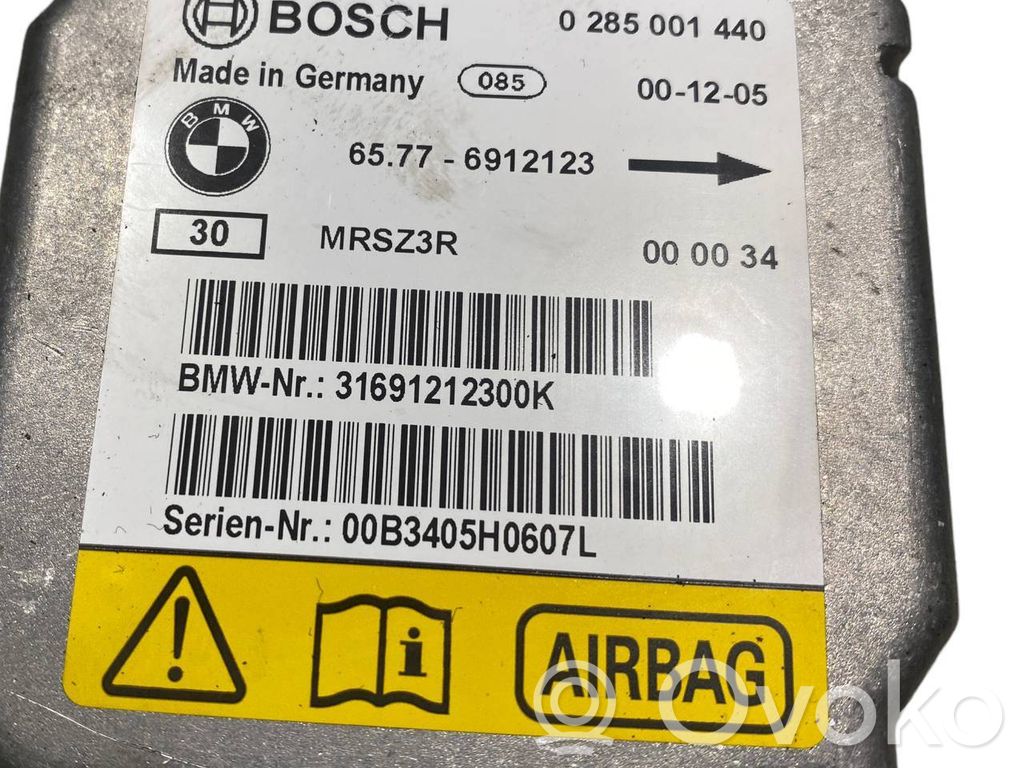 BOSCH 0 285 001 440
Made in Germany 085 00-12-05
BMW
65.77 - 6912123
30 MRSZ3R 00 00 34
BMW-Nr.: 31691212300K
Serien-Nr.: 00B3405H0607L
i AIRBAG
Ovoko